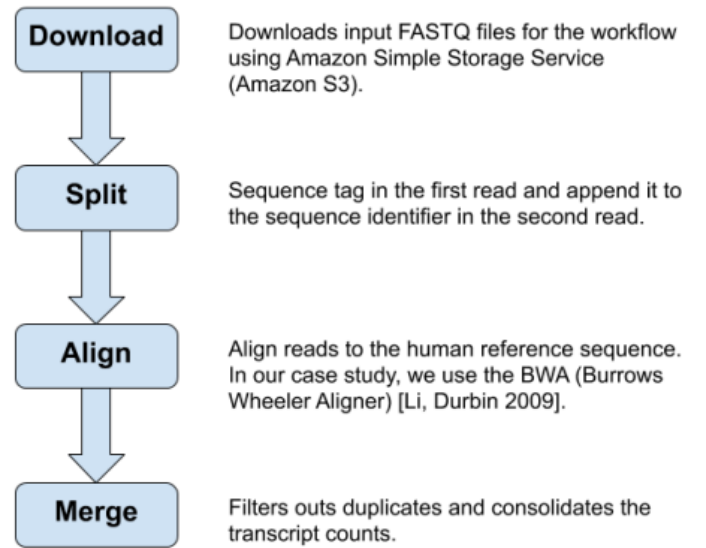 Download
Downloads input FASTQ files for the workflow
using Amazon Simple Storage Service
(Amazon S3).
Split
Sequence tag in the first read and append it to
the sequence identifier in the second read.
Align
Align reads to the human reference sequence.
In our case study, we use the BWA (Burrows
Wheeler Aligner) [Li, Durbin 2009].
Merge
Filters outs duplicates and consolidates the
transcript counts.